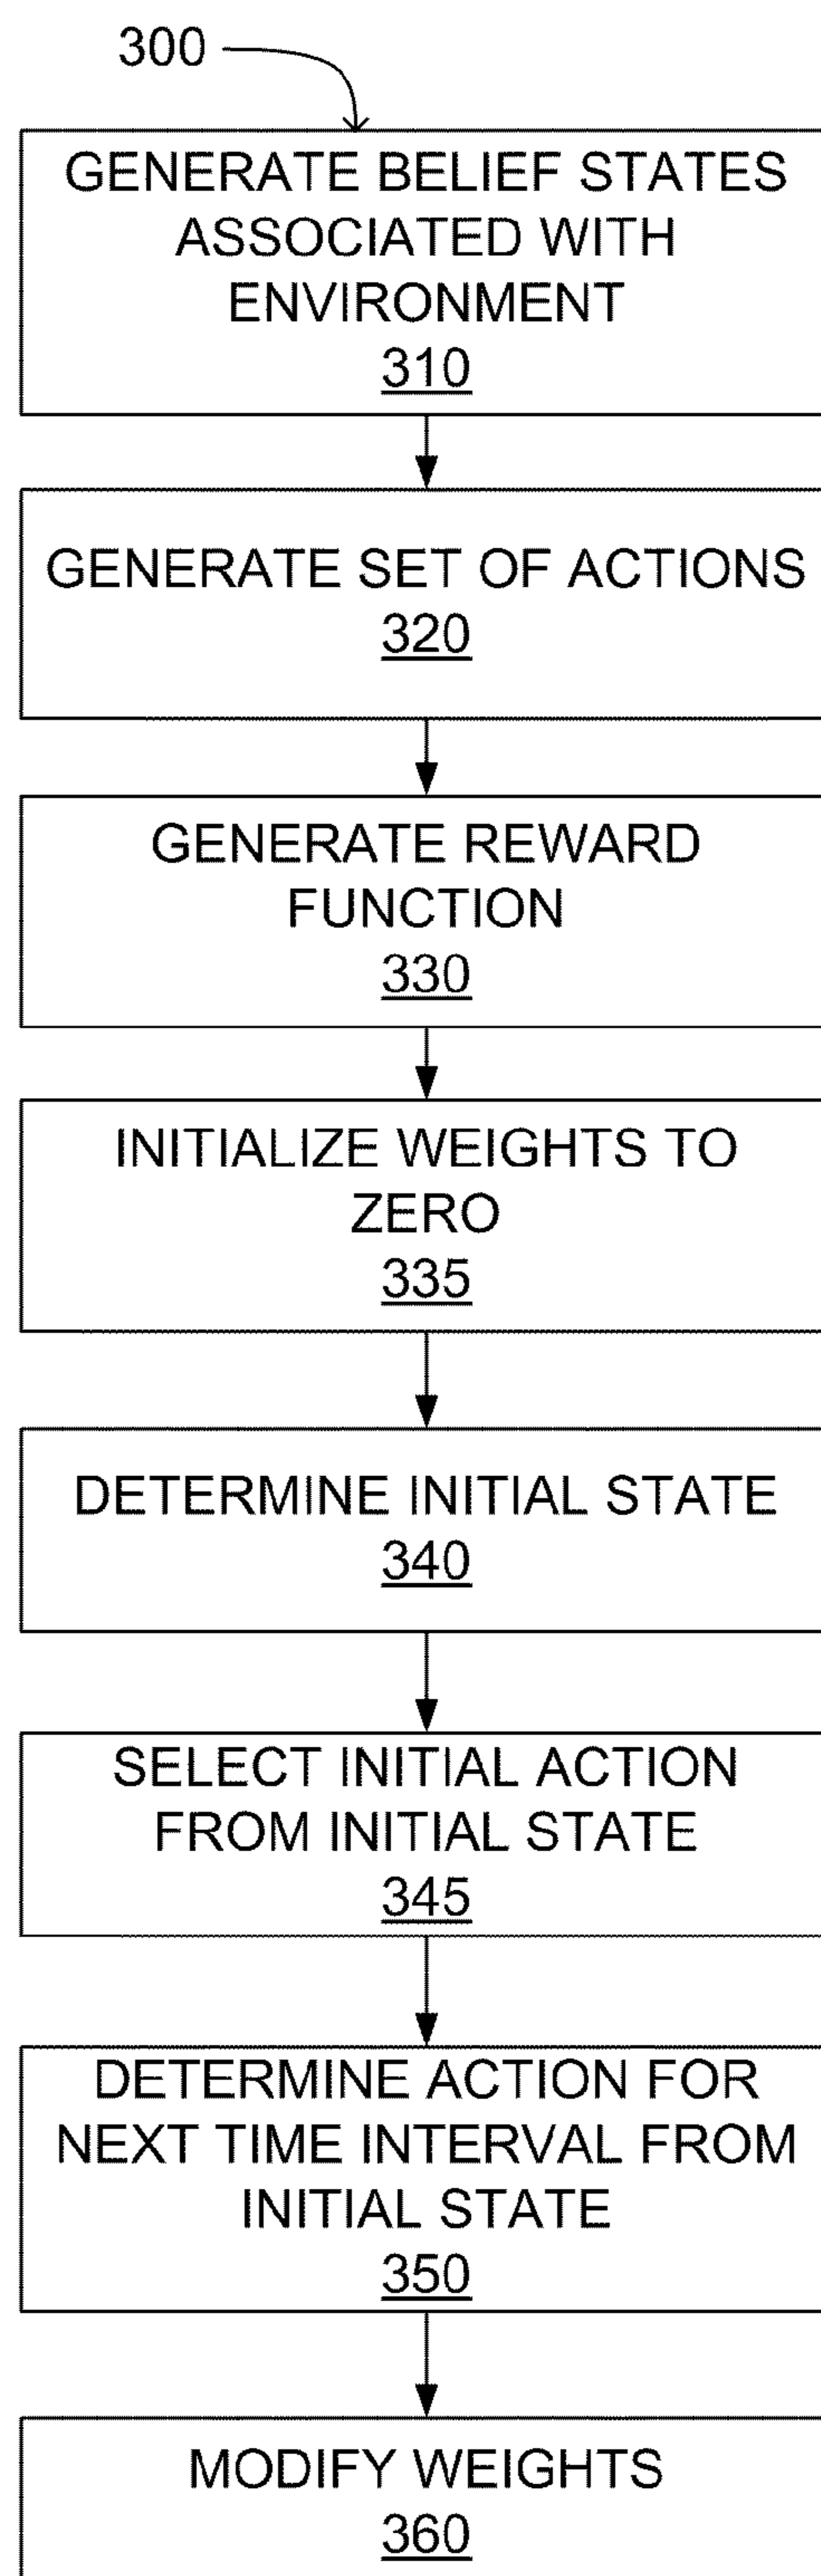 300
GENERATE BELIEF STATES
ASSOCIATED WITH
ENVIRONMENT
310
GENERATE SET OF ACTIONS
320
GENERATE REWARD
FUNCTION
330
INITIALIZE WEIGHTS TO
ZERO
335
DETERMINE INITIAL STATE
340
SELECT INITIAL ACTION
FROM INITIAL STATE
345
DETERMINE ACTION FOR
NEXT TIME INTERVAL FROM
INITIAL STATE
350
MODIFY WEIGHTS
360